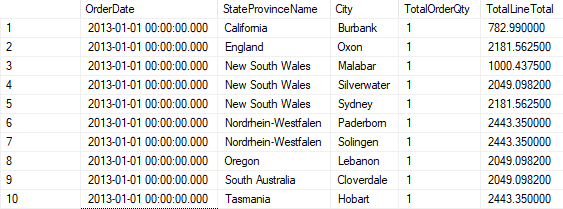 OrderDate StateProvinceName City TotalOrderQty TotalLineTotal
1 2013-01-01 00:00:00.000 California Burbank 1 782.990000
2 2013-01-01 00:00:00.000 England Oxon 1 2181.562500
3 2013-01-01 00:00:00.000 New South Wales Malabar 1 1000.437500
4 2013-01-01 00:00:00.000 New South Wales Silverwater 1 2049.098200
5 2013-01-01 00:00:00.000 New South Wales Sydney 1 2181.562500
6 2013-01-01 00:00:00.000 Nordrhein-Westfalen Paderborn 1 2443.350000
7 2013-01-01 00:00:00.000 Nordrhein-Westfalen Solingen 1 2443.350000
8 2013-01-01 00:00:00.000 Oregon Lebanon 1 2049.098200
9 2013-01-01 00:00:00.000 South Australia Cloverdale 1 2049.098200
10 2013-01-01 00:00:00.000 Tasmania Hobart 1 2443.350000